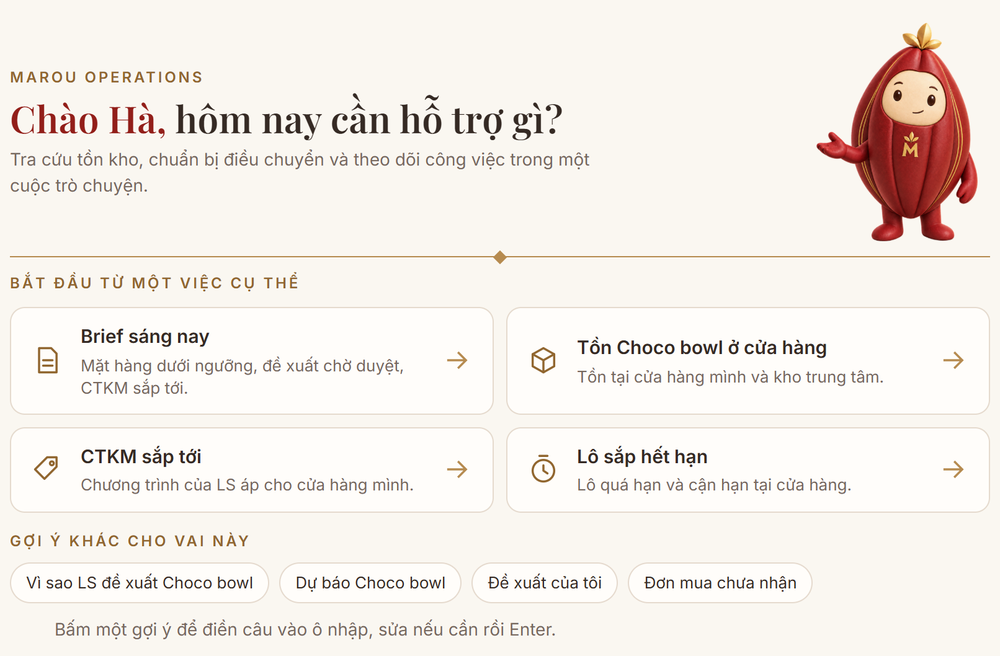 MAROU OPERATIONS
Chào Hà, hôm nay cần hỗ trợ gì?
Tra cứu tồn kho, chuẩn bị điều chuyển và theo dõi công việc trong một
cuộc trò chuyện.
M
BẮT ĐẦU TỪ MỘT VIỆC CỤ THỂ
Brief sáng nay
Mặt hàng dưới ngưỡng, đề xuất chờ duyệt,
CTKM sắp tới.
Tồn Choco bowl ở cửa hàng
Tồn tại cửa hàng mình và kho trung tâm.
CTKM sắp tới
Chương trình của LS áp cho cửa hàng mình.
Lô sắp hết hạn
Lô quá hạn và cận hạn tại cửa hàng.
GỢI Ý KHÁC CHO VAI NÀY
Vì sao LS đề xuất Choco bowl
Dự báo Choco bowl
Đề xuất của tôi
Đơn mua chưa nhận
Bấm một gợi ý để điền câu vào ô nhập, sửa nếu cần rồi Enter.